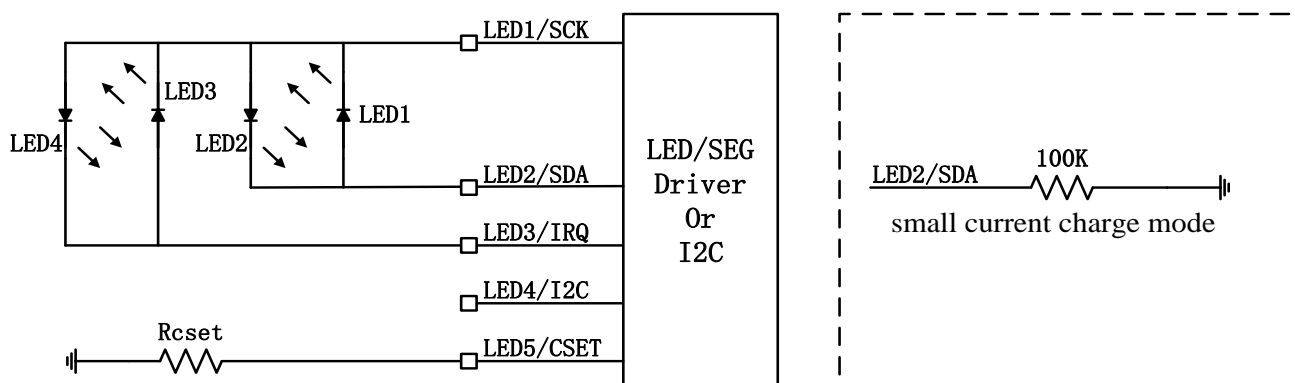 LED1/SCK
LED3
LED1
LED4
LED2
LED/SEG
Driver
Or
I2C
LED2/SDA
LED3/IRQ
LED4/I2C
Rcset
LED5/CSET
100K
LED2/SDA
small current charge mode